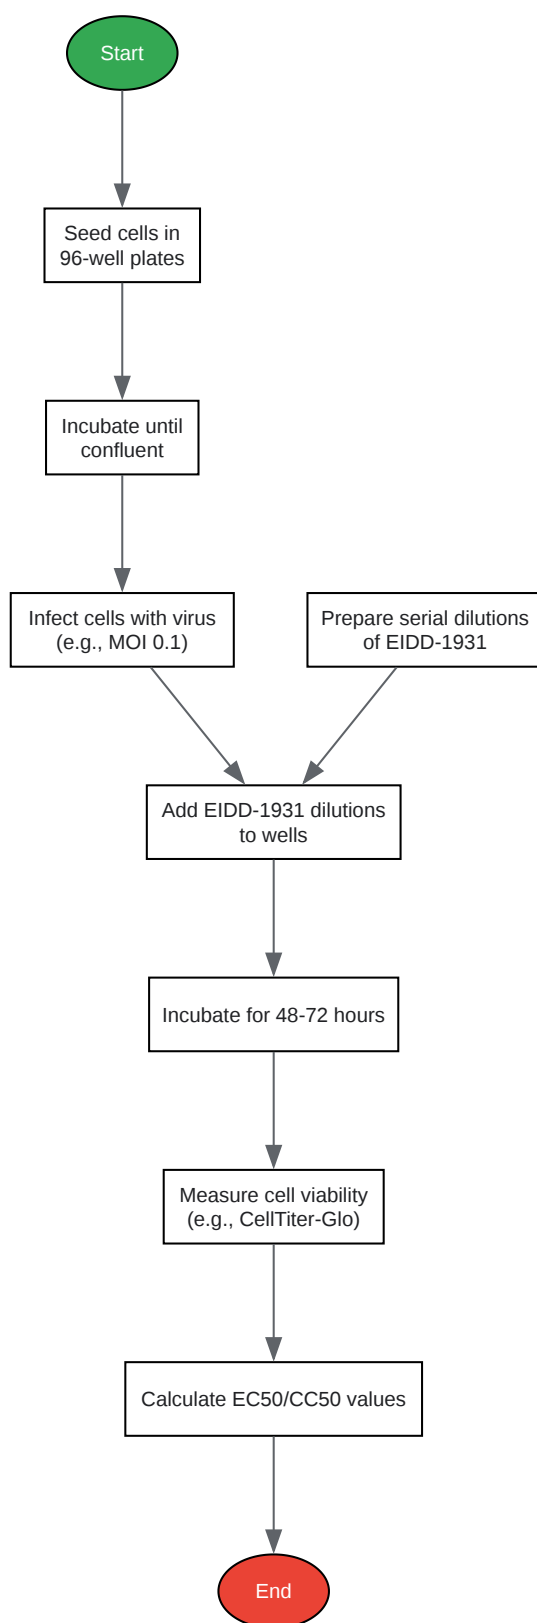 Start
Seed cells in
96-well plates
Incubate until
confluent
Infect cells with virus
(e.g., MOI 0.1)
Prepare serial dilutions
of EIDD-1931
Add EIDD-1931 dilutions
to wells
Incubate for 48-72 hours
Measure cell viability
(e.g., CellTiter-Glo)
Calculate EC50/CC50 values
End